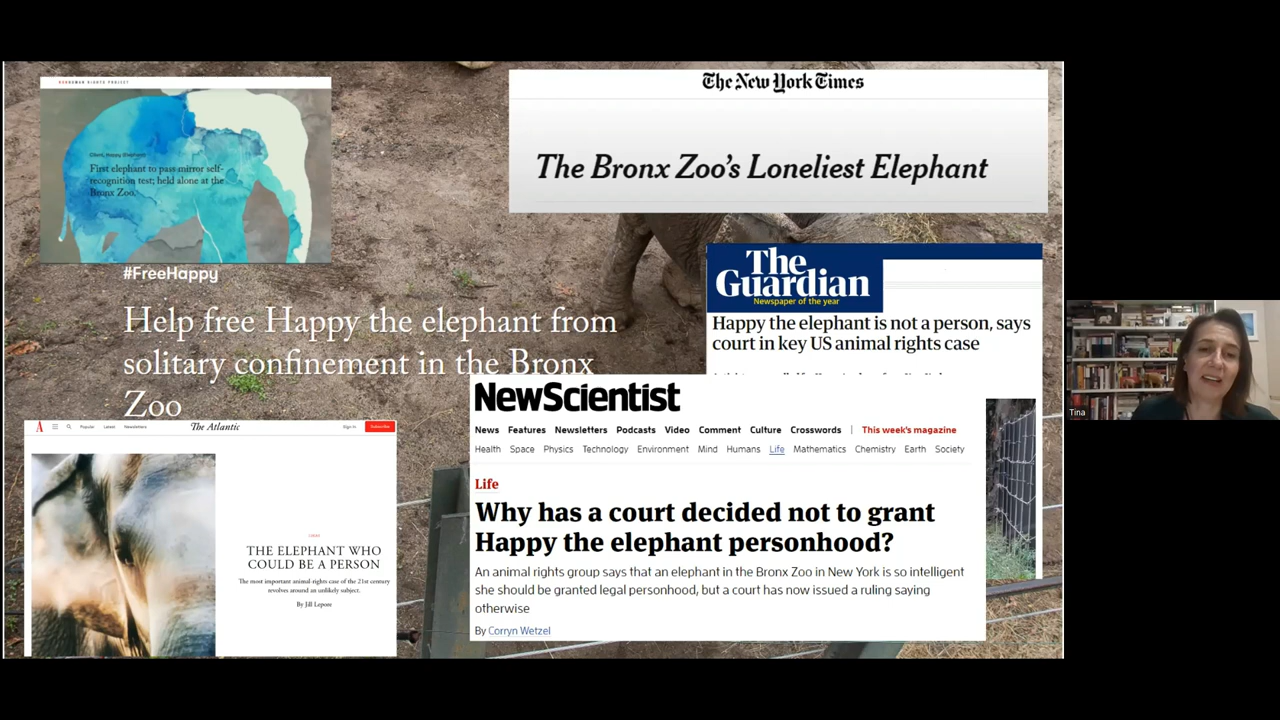 NONHUMAN RIGHTS PROJECT
Client, Happy (Elephant)
First elephant to pass mirror self-
recognition test; held alone at the
Bronx Zoo.
#FreeHappy
Help free Happy the elephant from
solitary confinement in the Bronx
Zoo
The New York Times
The Bronx Zoo's Loneliest Elephant
The
Guardian
Newspaper of the year
Happy the elephant is not a person, says
court in key US animal rights case
A Popular Latest Newsletters The Atlantic Sign In Subscribe
THE ELEPHANT WHO
COULD BE A PERSON
The most important animal-rights case of the 21st century
revolves around an unlikely subject.
By Jill Lepore
NewScientist
News Features Newsletters Podcasts Video Comment Culture Crosswords | This week's magazine
Health Space Physics Technology Environment Mind Humans Life Mathematics Chemistry Earth Society
Life
Why has a court decided not to grant
Happy the elephant personhood?
An animal rights group says that an elephant in the Bronx Zoo in New York is so intelligent
she should be granted legal personhood, but a court has now issued a ruling saying
otherwise
By Corryn Wetzel
Tina